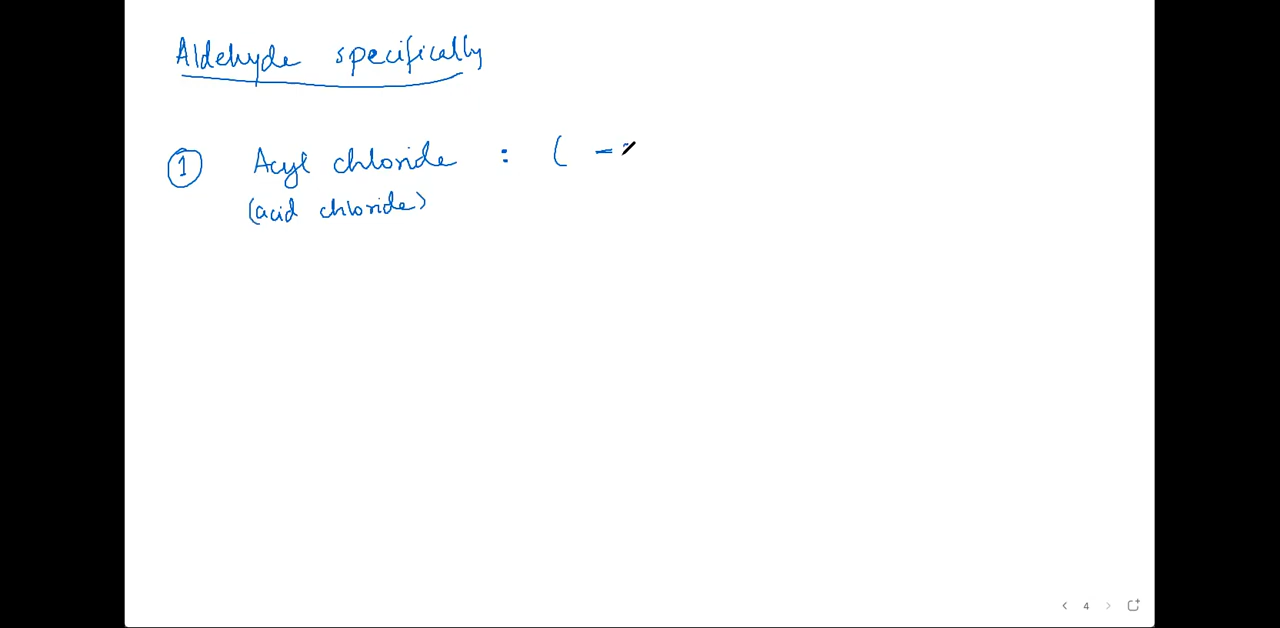 Aldehyde specifically
① Acyl chloride : ( -
(acid chloride)
< 4 >